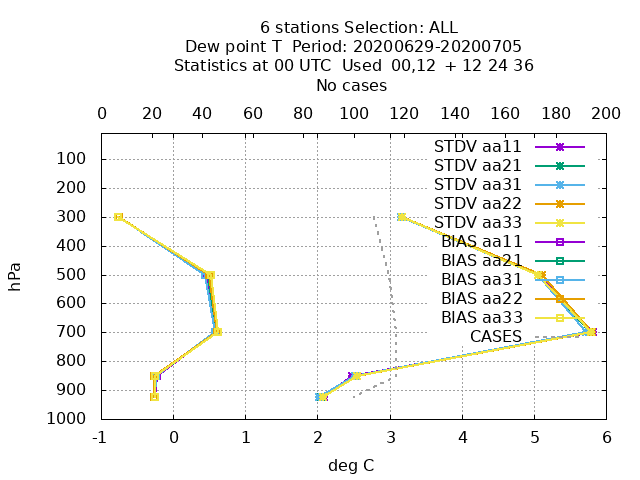 6 stations Selection: ALL
Dew point T  Period: 20200629-20200705
Statistics at 00 UTC  Used  00,12  + 12 24 36
No cases
0 20 40 60 80 100 120 140 160 180 200
STDV aa11
STDV aa21
STDV aa31
STDV aa22
STDV aa33
BIAS aa11
BIAS aa21
BIAS aa31
BIAS aa22
BIAS aa33
CASES
100
200
300
400
500
600
700
800
900
1000
hPa
-1 0 1 2 3 4 5 6
deg C